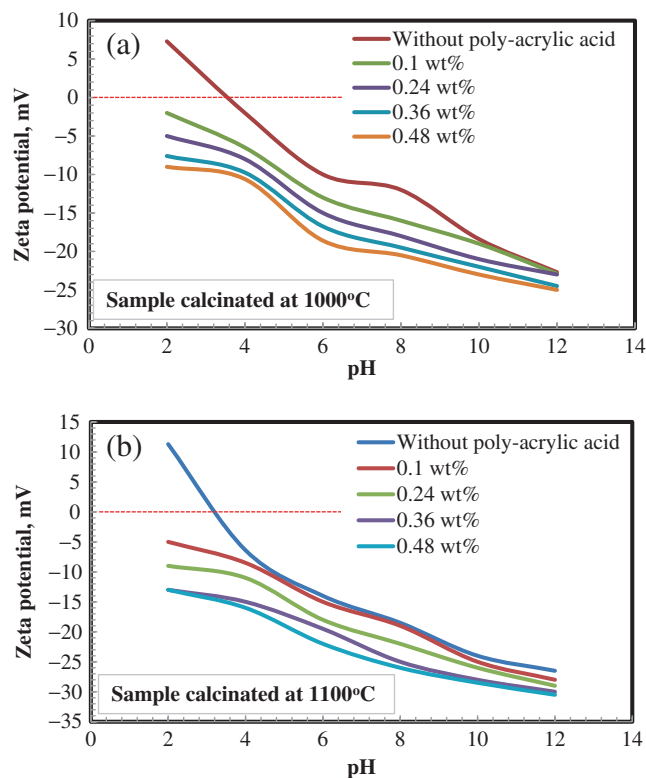 (a)
Without poly-acrylic acid
0.1 wt%
0.24 wt%
0.36 wt%
0.48 wt%
10
5
0
−5
−10
−15
−20
−25
−30
Zeta potential, mV
Sample calcinated at 1000ºC
0 2 4 6 8 10 12 14
pH
(b)
Without poly-acrylic acid
0.1 wt%
0.24 wt%
0.36 wt%
0.48 wt%
15
10
5
0
−5
−10
−15
−20
−25
−30
−35
Zeta potential, mV
Sample calcinated at 1100ºC
0 2 4 6 8 10 12 14
pH